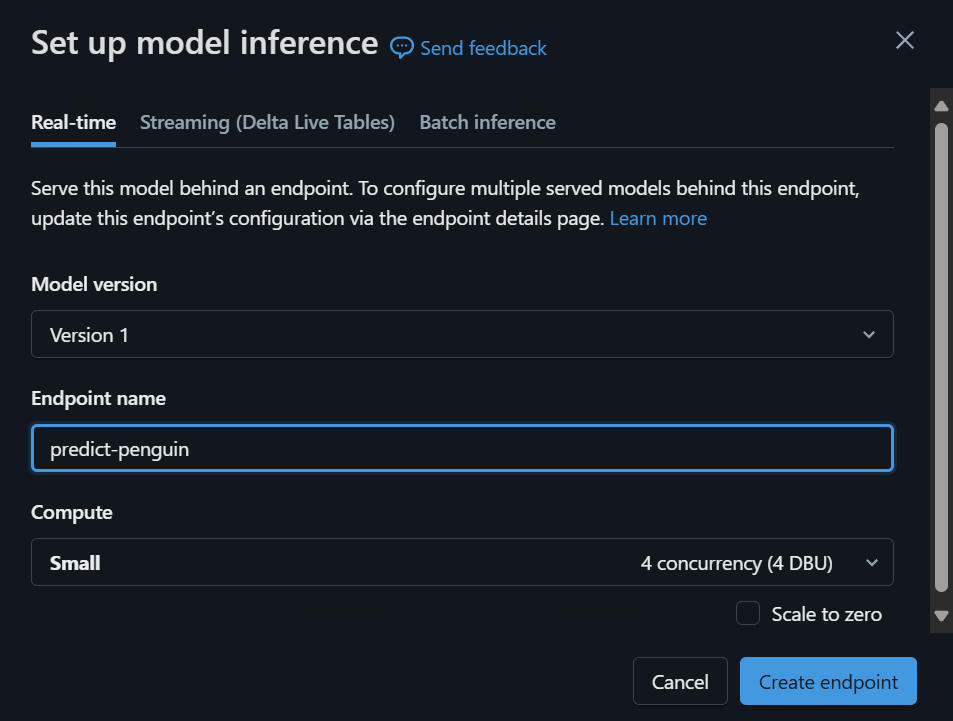 Set up model inference Send feedback
Real-time Streaming (Delta Live Tables) Batch inference
Serve this model behind an endpoint. To configure multiple served models behind this endpoint,
update this endpoint's configuration via the endpoint details page. Learn more
Model version
Version 1
Endpoint name
predict-penguin
Compute
Small 4 concurrency (4 DBU)
Scale to zero
Cancel Create endpoint